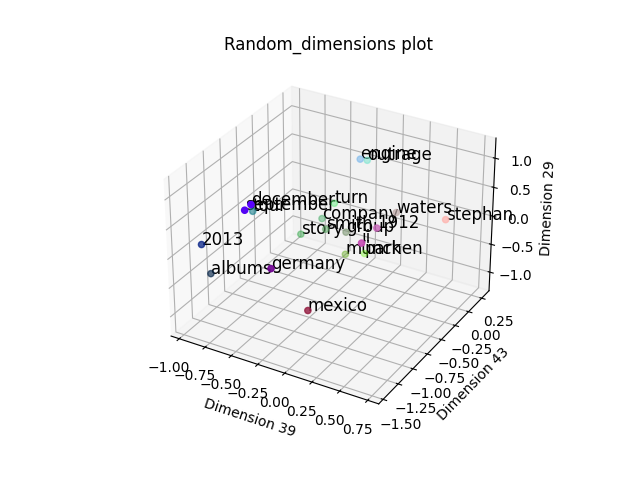 Random_dimensions plot
engine
outrage
december
turn
company
waters
stephan
1912
smith
story
group
2013
ii
munich
albums
germany
mexico
1.0
0.5
0.0
−0.5
−1.0
Dimension 29
0.25
0.00
−0.25
−0.50
−0.75
−1.00
−1.25
−1.50
Dimension 43
−1.00
−0.75
−0.50
−0.25
0.00
0.25
0.50
0.75
Dimension 39